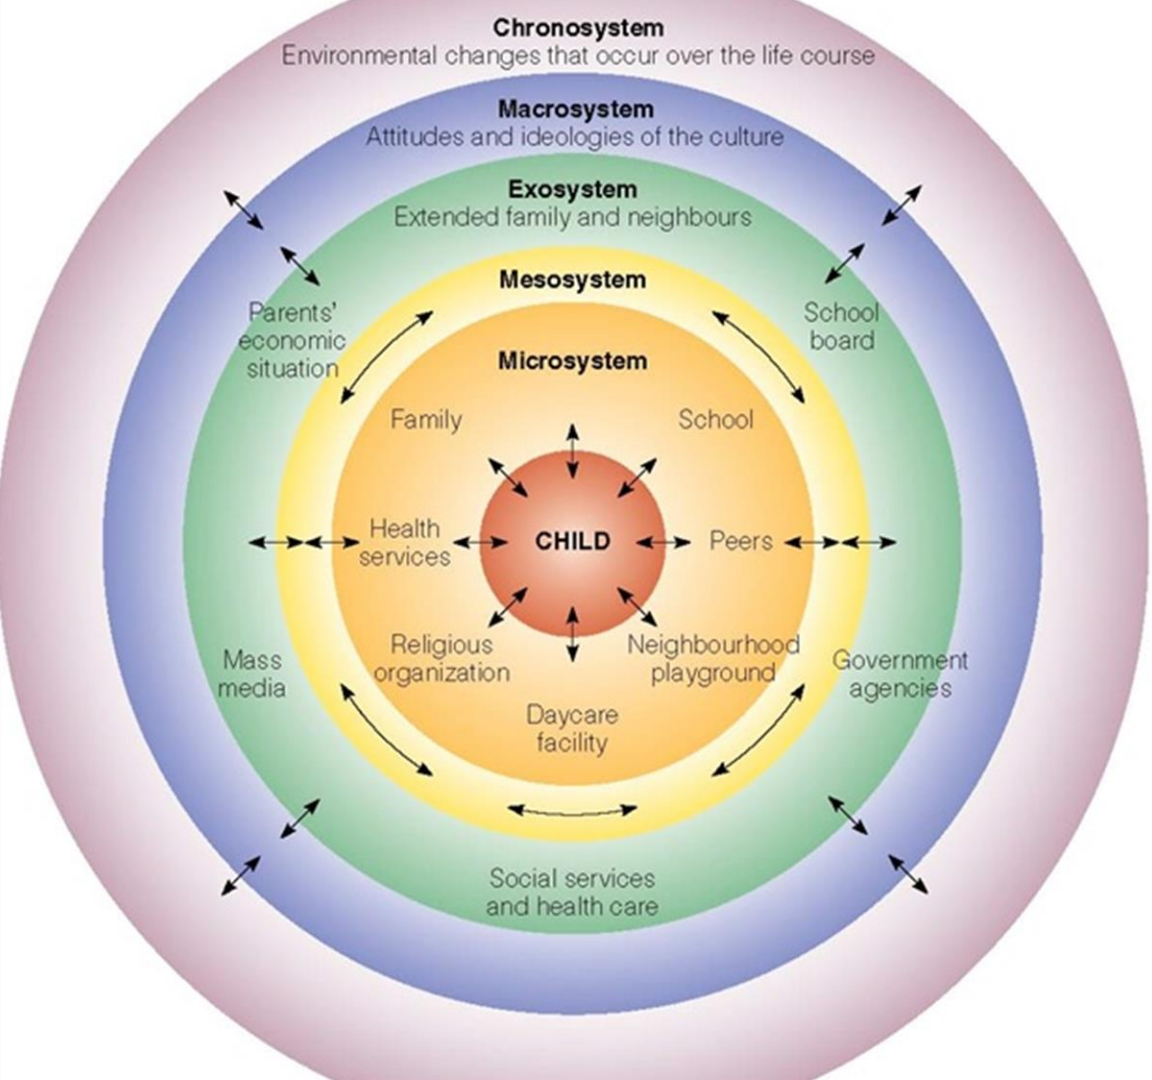 Chronosystem
Environmental changes that occur over the life course
Macrosystem
Attitudes and ideologies of the culture
Exosystem
Extended family and neighbours
Mesosystem
Parents'
economic
situation
School
board
Microsystem
Family
School
Health
services
CHILD
Peers
Religious
organization
Neighbourhood
playground
Mass
media
Government
agencies
Daycare
facility
Social services
and health care